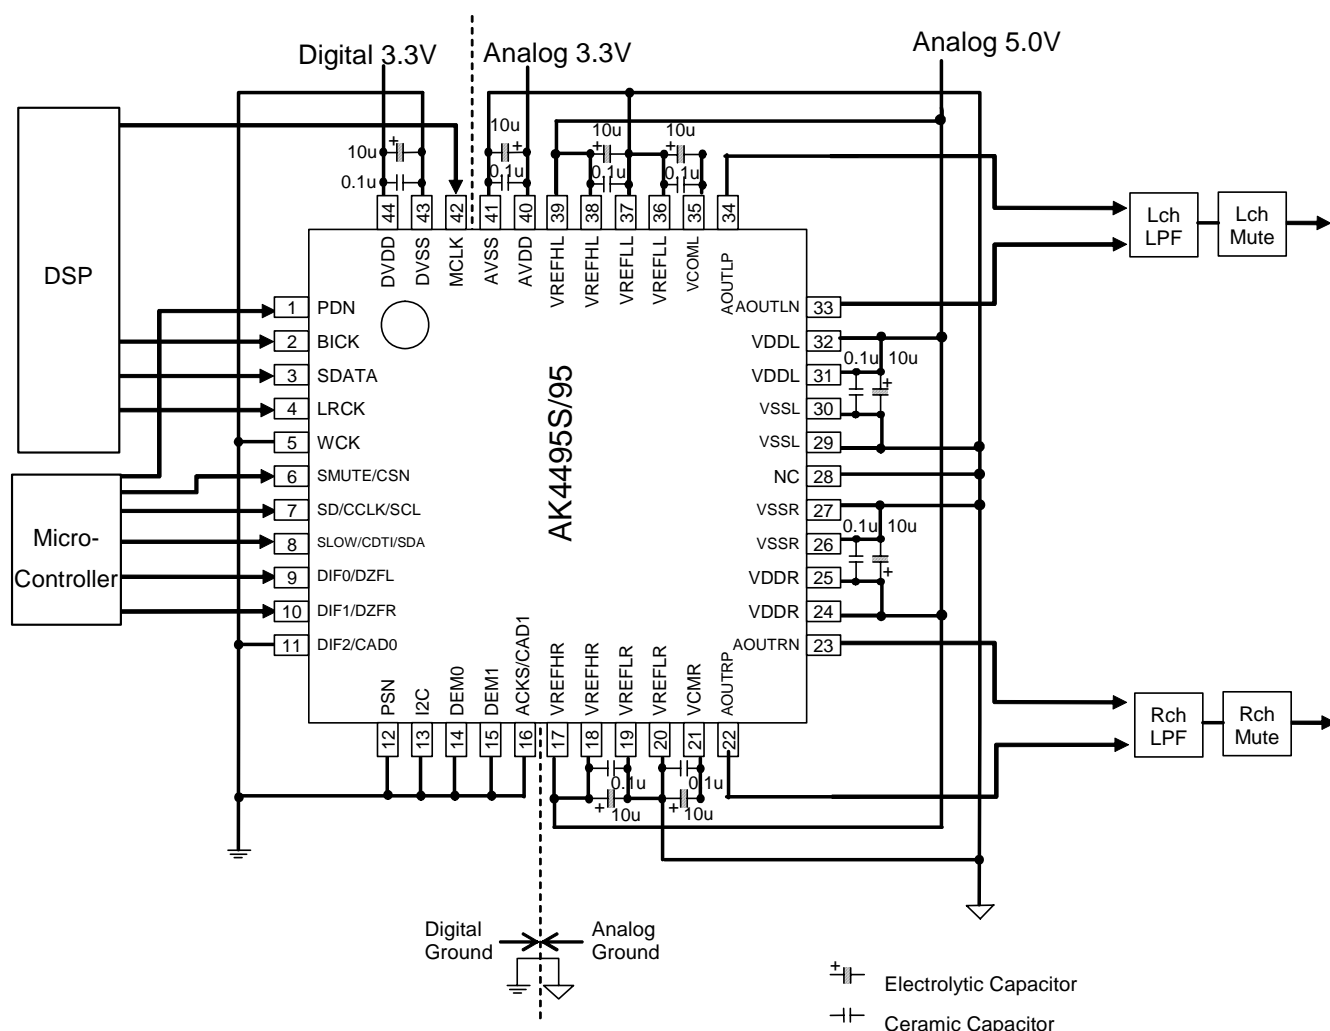 Digital 3.3V
Analog 3.3V
Analog 5.0V
10u
0.1u
10u
0.1u
10u
0.1u
10u
0.1u
44
43
42
41
40
39
38
37
36
35
34
DVDD
DVSS
MCLK
AVSS
AVDD
VREFHL
VREFHL
VREFLL
VREFLL
VCOML
AOUTLP
DSP
Micro-
Controller
1 PDN
2 BICK
3 SDATA
4 LRCK
5 WCK
6 SMUTE/CSN
7 SD/CCLK/SCL
8 SLOW/CDTI/SDA
9 DIF0/DZFL
10 DIF1/DZFR
11 DIF2/CAD0
AK4495S/95
AOUTLN 33
VDDL 32
VDDL 31
VSSL 30
VSSL 29
NC 28
VSSR 27
VSSR 26
VDDR 25
VDDR 24
AOUTRN 23
0.1u 10u
0.1u 10u
Lch
LPF
Lch
Mute
Rch
LPF
Rch
Mute
PSN
I2C
DEM0
DEM1
ACKS/CAD1
VREFHR
VREFHR
VREFLR
VREFLR
VCMR
AOUTRP
12
13
14
15
16
17
18
19
20
21
22
0.1u
0.1u
10u
10u
Digital
Ground
Analog
Ground
+ Electrolytic Capacitor
Ceramic Capacitor